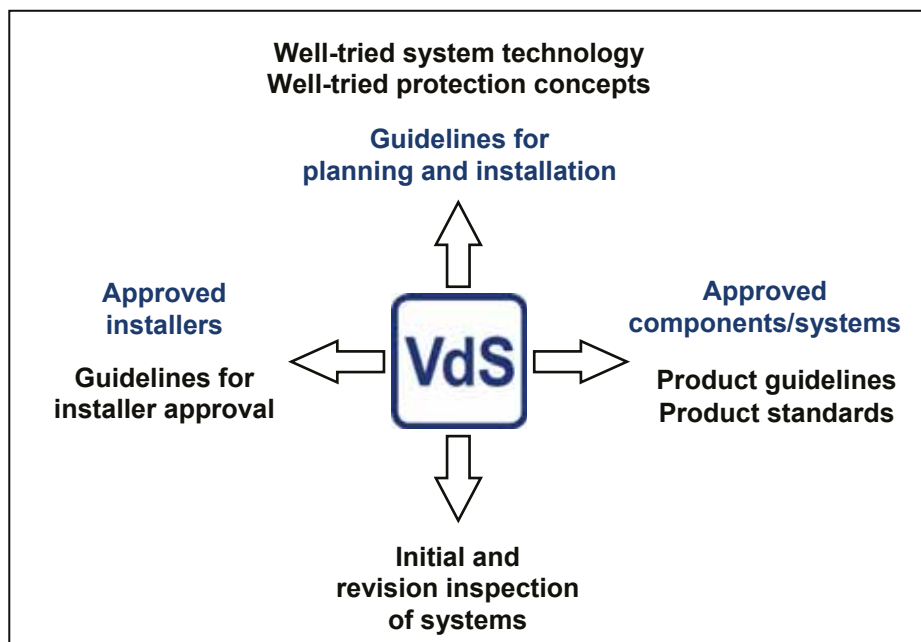 Well-tried system technology
Well-tried protection concepts
Guidelines for
planning and installation
Approved
installers
Guidelines for
installer approval
VdS
Approved
components/systems
Product guidelines
Product standards
Initial and
revision inspection
of systems